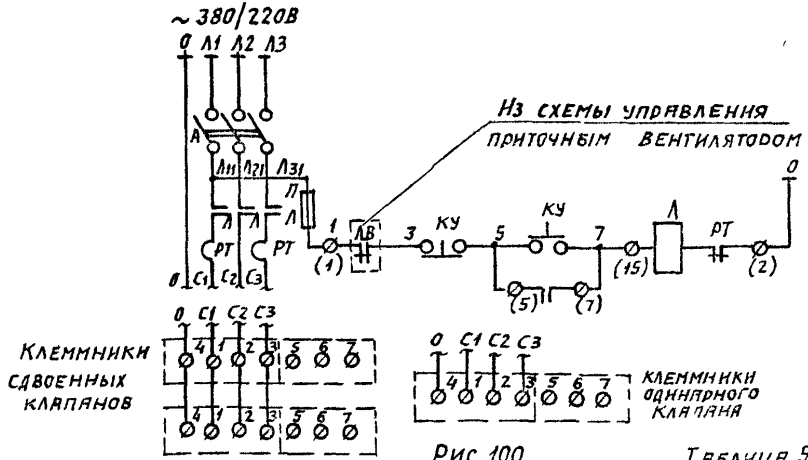 ~ 380/220В
0 Л1 Л2 Л3
Из схемы управления
приточным вентилятором
А
0
Л11 Л21 Л31
П
Л Л Л
1 ЛВ 3 КУ 5 КУ 7 Л РТ
РТ РТ
(1) (15) (2)
(5) (7)
0 С1 С2 С3
0 С1 С2 С3
Клеммники
сдвоенных
клапанов
4 1 2 3 5 6 7
4 1 2 3 5 6 7
0 С1 С2 С3
4 1 2 3 5 6 7
клеммники
одинарного
клапана
Рис 100
Таблица 5